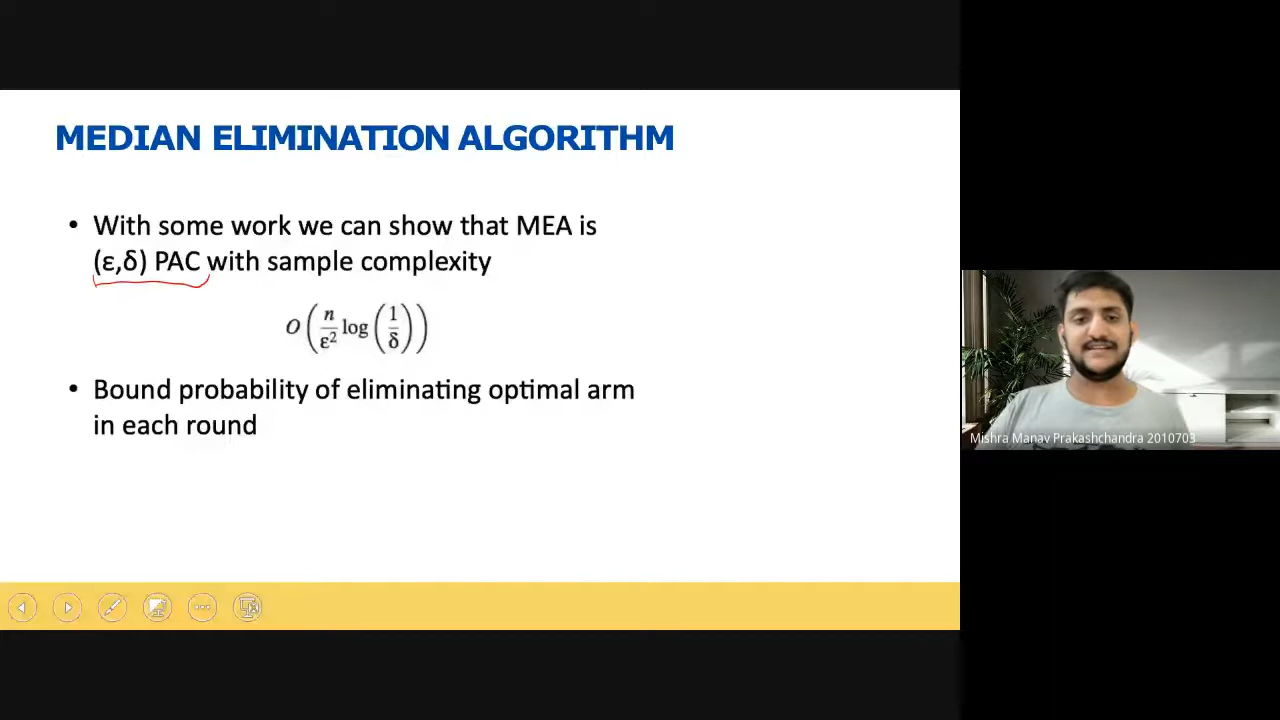 MEDIAN ELIMINATION ALGORITHM
• With some work we can show that MEA is
(ε,δ) PAC with sample complexity
O(n/ε² log(1/δ))
• Bound probability of eliminating optimal arm
in each round
Mishra Manav Prakashchandra 2010703